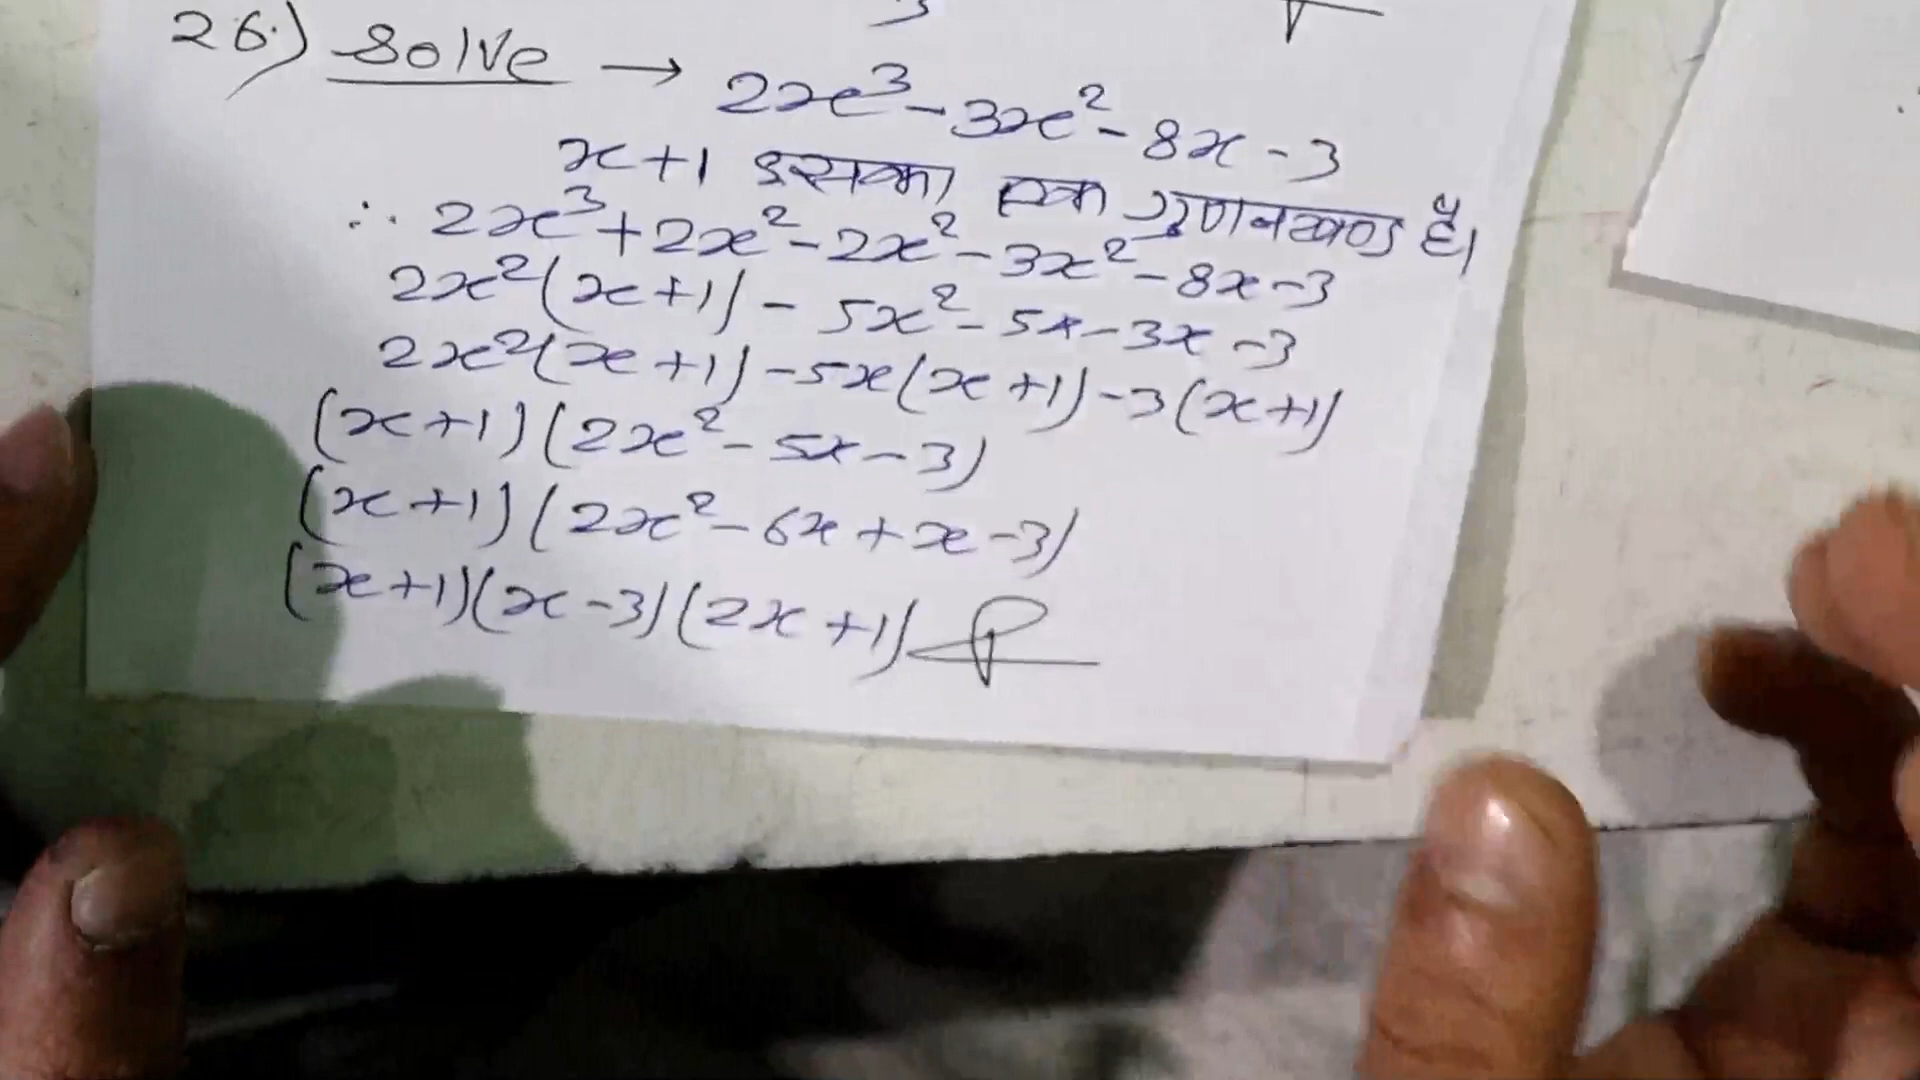 26.) Solve → 2x³ - 3x² - 8x - 3
x+1 इसका एक गुणनखण्ड है।
∴ 2x³ + 2x² - 2x² - 3x² - 8x - 3
2x²(x+1) - 5x² - 5x - 3x - 3
2x²(x+1) - 5x(x+1) - 3(x+1)
(x+1)(2x² - 5x - 3)
(x+1)(2x² - 6x + x - 3)
(x+1)(x-3)(2x+1)